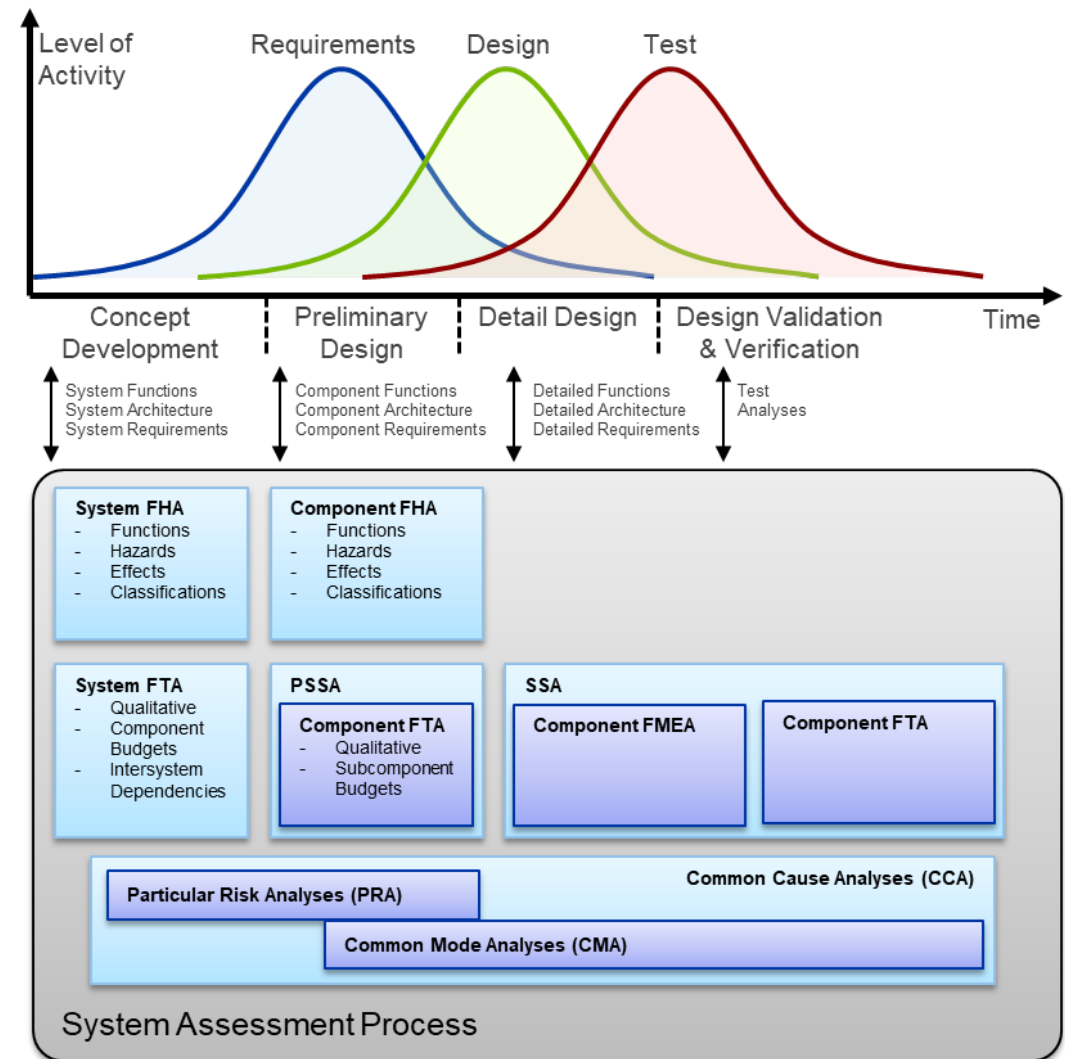 Level of
Activity
Requirements
Design
Test
Concept
Development
Preliminary
Design
Detail Design
Design Validation
& Verification
Time
System Functions
System Architecture
System Requirements
Component Functions
Component Architecture
Component Requirements
Detailed Functions
Detailed Architecture
Detailed Requirements
Test
Analyses
System FHA
- Functions
- Hazards
- Effects
- Classifications
Component FHA
- Functions
- Hazards
- Effects
- Classifications
System FTA
- Qualitative
- Component
Budgets
- Intersystem
Dependencies
PSSA
Component FTA
- Qualitative
- Subcomponent
Budgets
SSA
Component FMEA
Component FTA
Common Cause Analyses (CCA)
Particular Risk Analyses (PRA)
Common Mode Analyses (CMA)
System Assessment Process